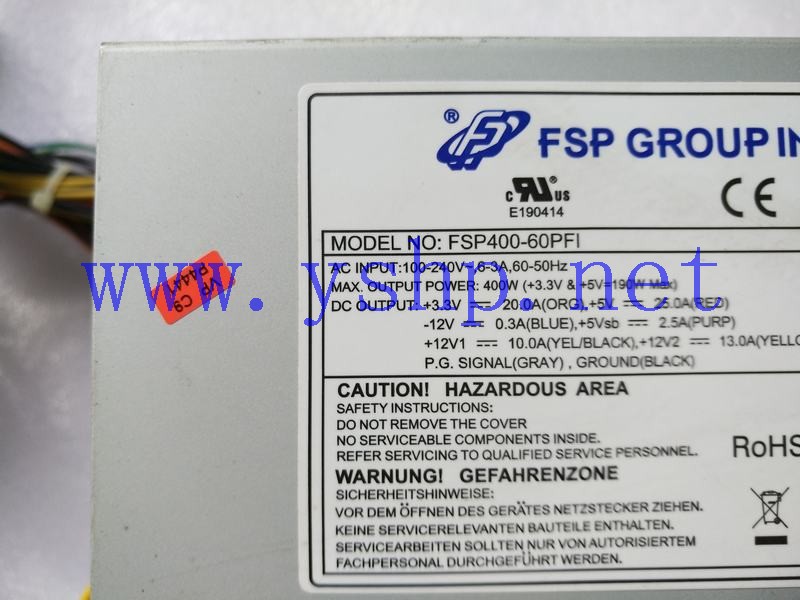 ® FSP GROUP IN
c RU ® US
CE
E190414
MODEL NO: FSP400-60PFI
AC INPUT:100-240V~,6-3A,60-50Hz
MAX. OUTPUT POWER: 400W (+3.3V & +5V=190W Max)
DC OUTPUT: +3.3V ⎓ 20.0A(ORG),+5V ⎓ 25.0A(RED)
-12V ⎓ 0.3A(BLUE),+5Vsb ⎓ 2.5A(PURP)
+12V1 ⎓ 10.0A(YEL/BLACK),+12V2 ⎓ 13.0A(YELLO
P.G. SIGNAL(GRAY) , GROUND(BLACK)
CAUTION! HAZARDOUS AREA
SAFETY INSTRUCTIONS:
DO NOT REMOVE THE COVER
NO SERVICEABLE COMPONENTS INSIDE.
REFER SERVICING TO QUALIFIED SERVICE PERSONNEL.
RoHS
WARNUNG! GEFAHRENZONE
SICHERHEITSHINWEISE:
VOR DEM ÖFFNEN DES GERÄTES NETZSTECKER ZIEHEN.
KEINE SERVICERELEVANTEN BAUTEILE ENTHALTEN.
SERVICEARBEITEN SOLLTEN NUR VON AUTORISIERTEM
FACHPERSONAL DURCHGEFÜHRT WERDEN.
VP C9
P4441
www.yslp.com